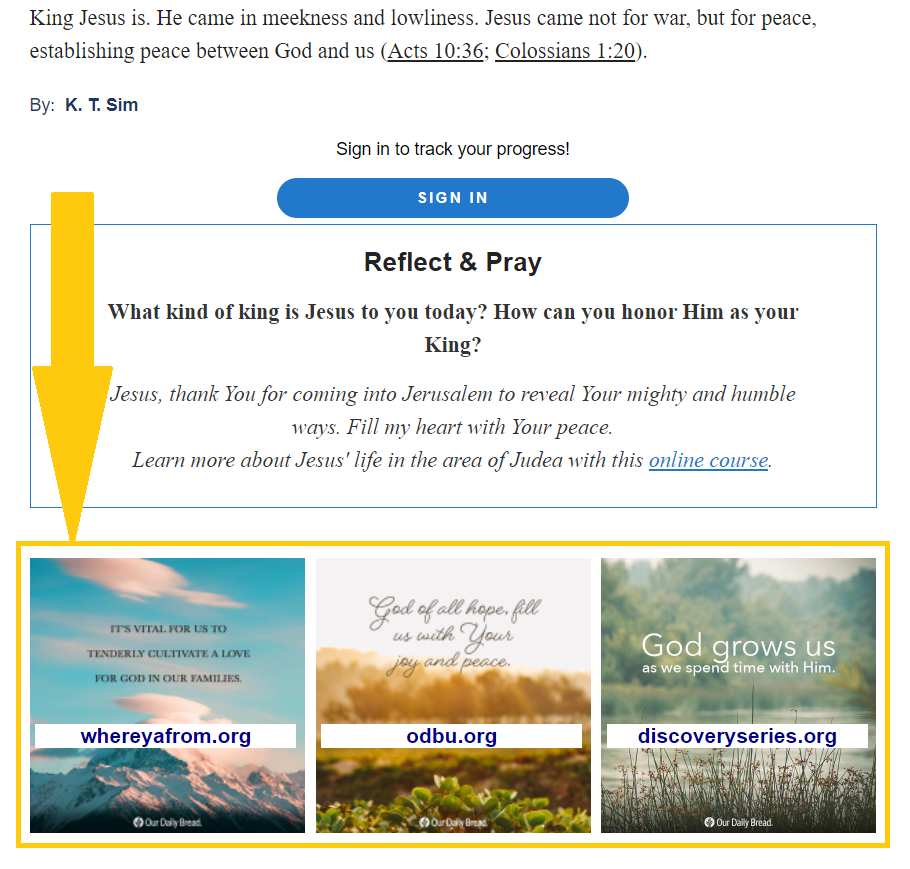 King Jesus is. He came in meekness and lowliness. Jesus came not for war, but for peace,
establishing peace between God and us (Acts 10:36; Colossians 1:20).
By: K. T. Sim
Sign in to track your progress!
SIGN IN
Reflect & Pray
What kind of king is Jesus to you today? How can you honor Him as your
King?
Jesus, thank You for coming into Jerusalem to reveal Your mighty and humble
ways. Fill my heart with Your peace.
Learn more about Jesus' life in the area of Judea with this online course.
IT'S VITAL FOR US TO
TENDERLY CULTIVATE A LOVE
FOR GOD IN OUR FAMILIES.
whereyafrom.org
Our Daily Bread.
God of all hope, fill
us with Your
joy and peace.
odbu.org
Our Daily Bread.
God grows us
as we spend time with Him.
discoveryseries.org
Our Daily Bread.